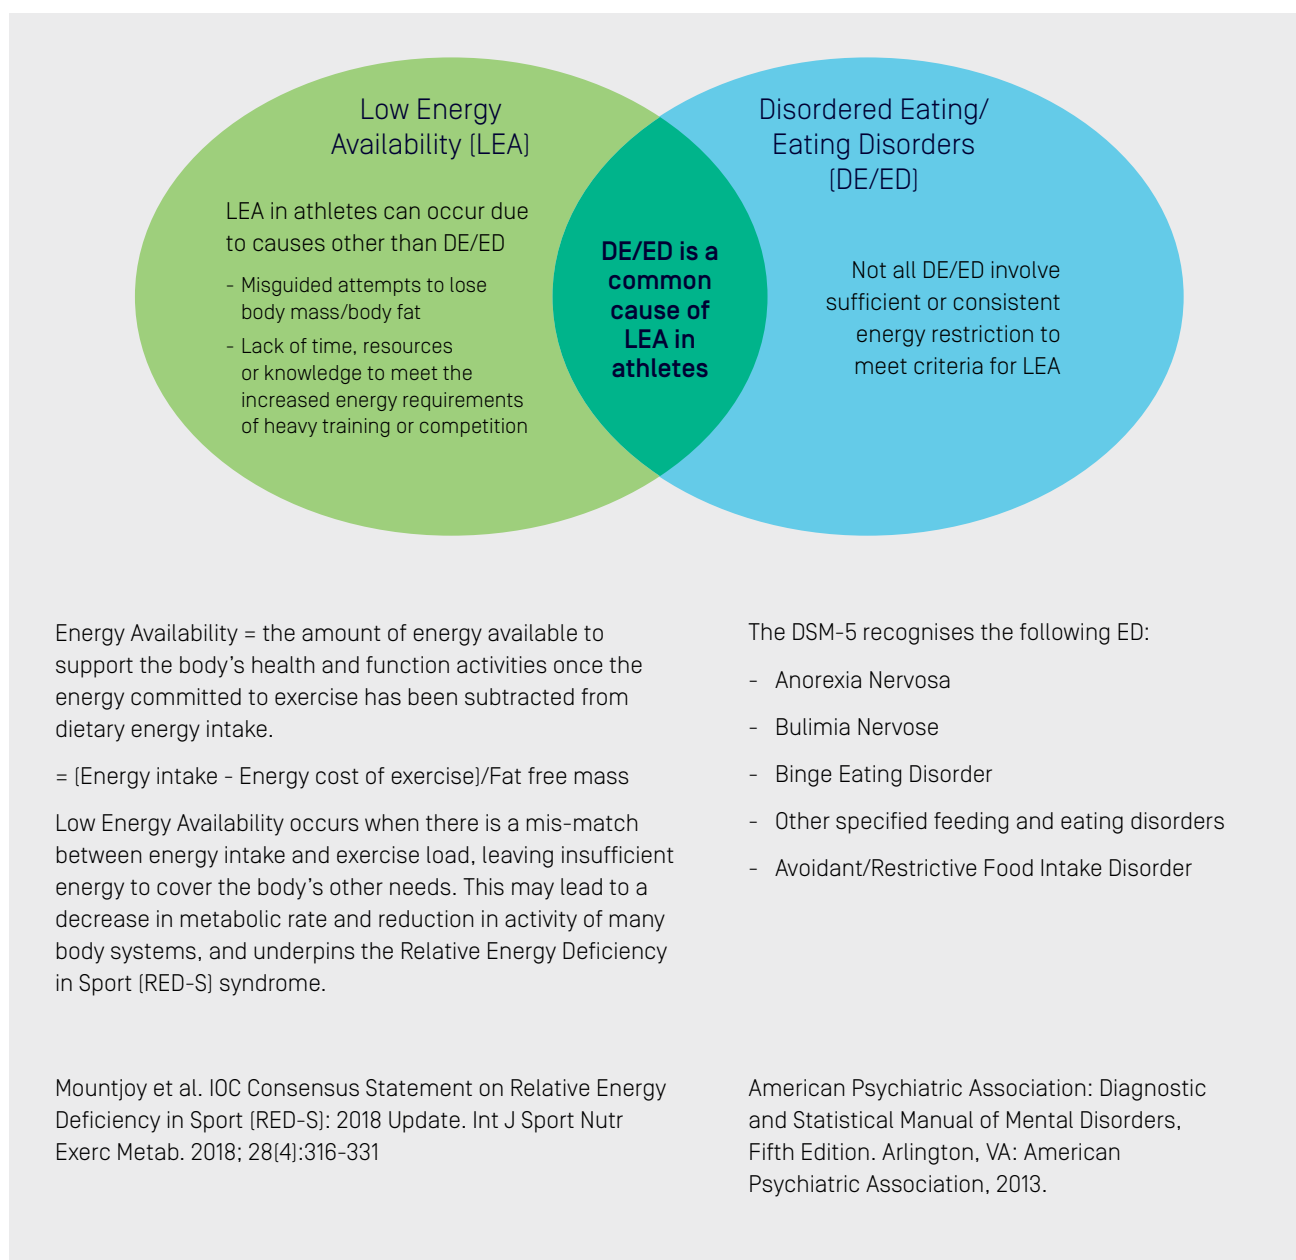 Low Energy
Availability (LEA)
LEA in athletes can occur due
to causes other than DE/ED
- Misguided attempts to lose
body mass/body fat
- Lack of time, resources
or knowledge to meet the
increased energy requirements
of heavy training or competition
DE/ED is a
common
cause of
LEA in
athletes
Disordered Eating/
Eating Disorders
(DE/ED)
Not all DE/ED involve
sufficient or consistent
energy restriction to
meet criteria for LEA
Energy Availability = the amount of energy available to
support the body’s health and function activities once the
energy committed to exercise has been subtracted from
dietary energy intake.
= (Energy intake - Energy cost of exercise)/Fat free mass
Low Energy Availability occurs when there is a mis-match
between energy intake and exercise load, leaving insufficient
energy to cover the body’s other needs. This may lead to a
decrease in metabolic rate and reduction in activity of many
body systems, and underpins the Relative Energy Deficiency
in Sport (RED-S) syndrome.
The DSM-5 recognises the following ED:
- Anorexia Nervosa
- Bulimia Nervose
- Binge Eating Disorder
- Other specified feeding and eating disorders
- Avoidant/Restrictive Food Intake Disorder
Mountjoy et al. IOC Consensus Statement on Relative Energy
Deficiency in Sport (RED-S): 2018 Update. Int J Sport Nutr
Exerc Metab. 2018; 28(4):316-331
American Psychiatric Association: Diagnostic
and Statistical Manual of Mental Disorders,
Fifth Edition. Arlington, VA: American
Psychiatric Association, 2013.